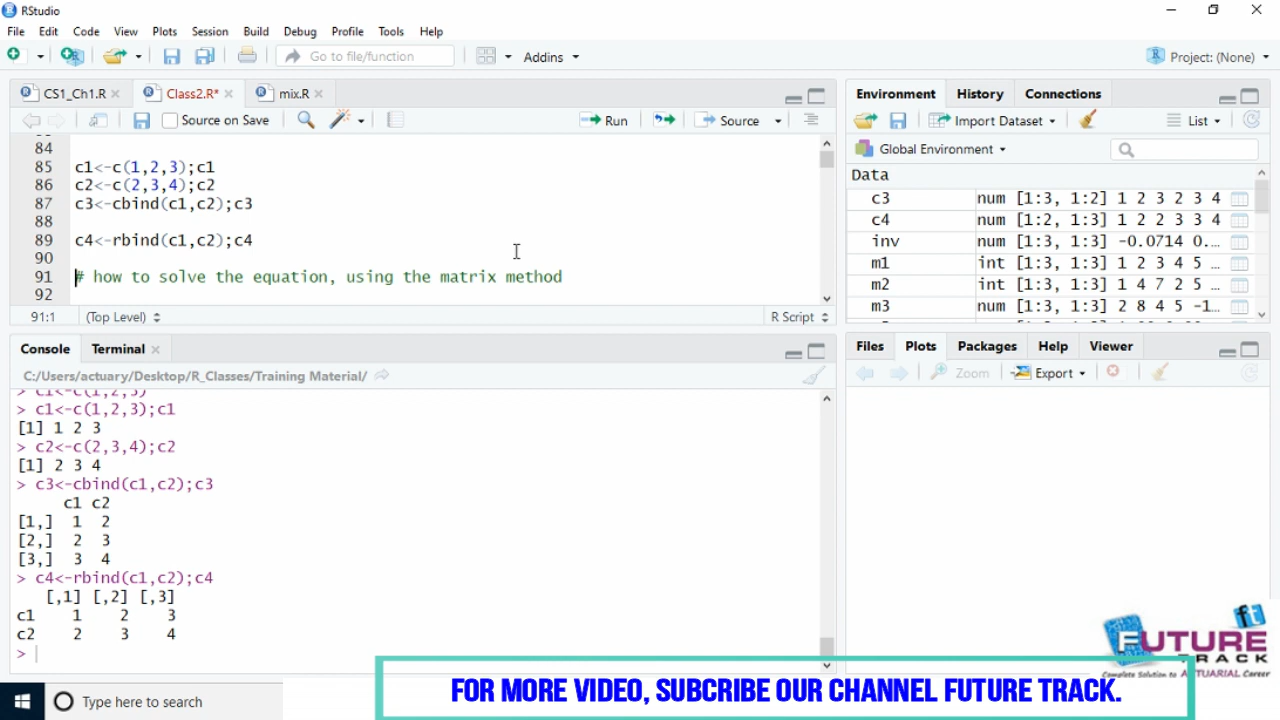 RStudio
File Edit Code View Plots Session Build Debug Profile Tools Help
Go to file/function Addins Project: (None)
CS1_Ch1.R Class2.R* mix.R
Source on Save Run Source
84
85 c1<-c(1,2,3);c1
86 c2<-c(2,3,4);c2
87 c3<-cbind(c1,c2);c3
88
89 c4<-rbind(c1,c2);c4
90
91 # how to solve the equation, using the matrix method
92
91:1 (Top Level) R Script
Console Terminal
C:/Users/actuary/Desktop/R_Classes/Training Material/
> c1<-c(1,2,3)
> c1<-c(1,2,3);c1
[1] 1 2 3
> c2<-c(2,3,4);c2
[1] 2 3 4
> c3<-cbind(c1,c2);c3
c1 c2
[1,] 1 2
[2,] 2 3
[3,] 3 4
> c4<-rbind(c1,c2);c4
[,1] [,2] [,3]
c1 1 2 3
c2 2 3 4
>
Environment History Connections
Import Dataset List
Global Environment
Data
c3 num [1:3, 1:2] 1 2 3 2 3 4
c4 num [1:2, 1:3] 1 2 2 3 3 4
inv num [1:3, 1:3] -0.0714 0...
m1 int [1:3, 1:3] 1 2 3 4 5 ...
m2 int [1:3, 1:3] 1 4 7 2 5 ...
m3 num [1:3, 1:3] 2 8 4 5 -1...
Files Plots Packages Help Viewer
Zoom Export
ft
FUTURE
TRACK
Complete Solution to ACTUARIAL Career
FOR MORE VIDEO, SUBCRIBE OUR CHANNEL FUTURE TRACK.
Type here to search